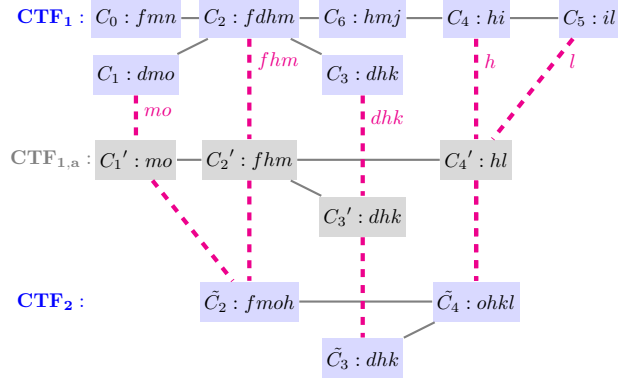 CTF₁ : C₀ : fmn C₂ : fdhm C₆ : hmj C₄ : hi C₅ : il
C₁ : dmo fhm C₃ : dhk h l
mo dhk
CTF₁,ₐ : C₁′ : mo C₂′ : fhm C₄′ : hl
C₃′ : dhk
CTF₂ : C̃₂ : fmoh C̃₄ : ohkl
C̃₃ : dhk